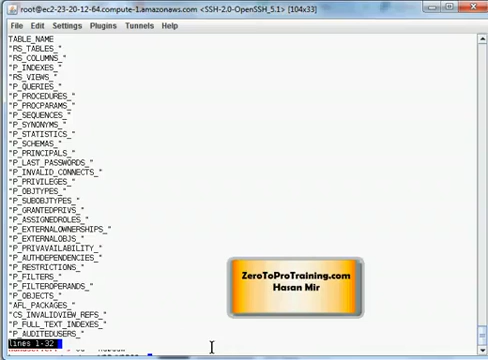 root@ec2-23-20-12-64.compute-1.amazonaws.com <SSH-2.0-OpenSSH_5.1> [104x33]
File Edit Settings Plugins Tunnels Help
TABLE_NAME
"RS_TABLES_"
"RS_COLUMNS_"
"P_INDEXES_"
"RS_VIEWS_"
"P_QUERIES_"
"P_PROCEDURES_"
"P_PROCPARAMS_"
"P_SEQUENCES_"
"P_SYNONYMS_"
"P_STATISTICS_"
"P_SCHEMAS_"
"P_PRINCIPALS_"
"P_LAST_PASSWORDS_"
"P_INVALID_CONNECTS_"
"P_PRIVILEGES_"
"P_OBJTYPES_"
"P_SUBOBJTYPES_"
"P_GRANTEDPRIVS_"
"P_ASSIGNEDROLES_"
"P_EXTERNALOWNERSHIPS_"
"P_EXTERNALOBJS_"
"P_PRIVAVAILABILITY_"
"P_AUTHDEPENDENCIES_"
"P_RESTRICTIONS_"
"P_FILTERS_"
"P_FILTEROPERANDS_"
"P_OBJECTS_"
"AFL_PACKAGES_"
"CS_INVALIDVIEW_REFS_"
"P_FULL_TEXT_INDEXES_"
"P_AUDITEDUSERS_"
lines 1-32
ZeroToProTraining.com
Hasan Mir